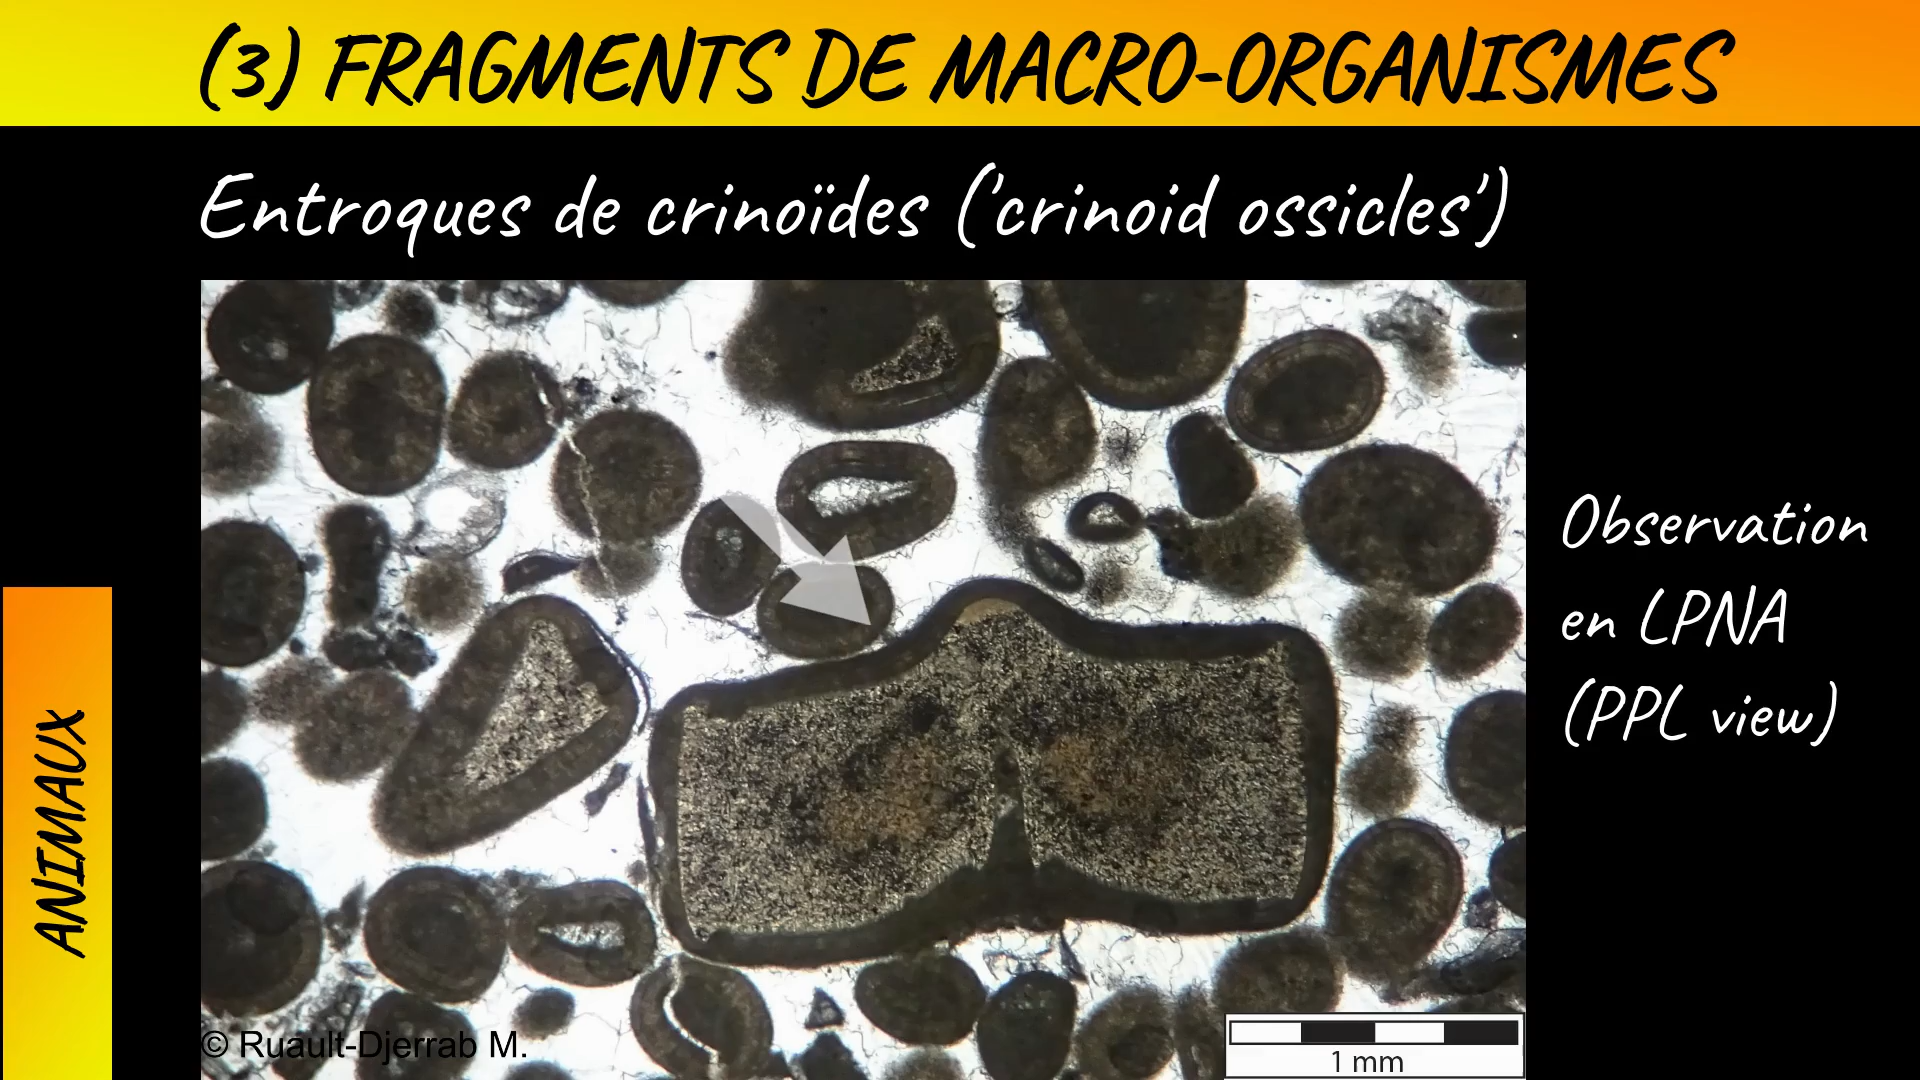 (3) FRAGMENTS DE MACRO-ORGANISMES
Entroques de crinoïdes ('crinoid ossicles')
Observation
en LPNA
(PPL view)
ANIMAUX
© Ruault-Djerrab M.
1 mm